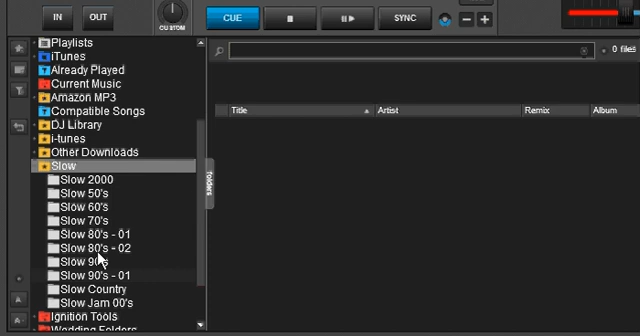 IN OUT CUSTOM CUE SYNC
Playlists
iTunes
Already Played
Current Music
Amazon MP3
Compatible Songs
DJ Library
i-tunes
Other Downloads
Slow
Slow 2000
Slow 50's
Slow 60's
Slow 70's
Slow 80's - 01
Slow 80's - 02
Slow 90's
Slow 90's - 01
Slow Country
Slow Jam 00's
Ignition Tools
Wedding Folders
folders
0 files
Title Artist Remix Album